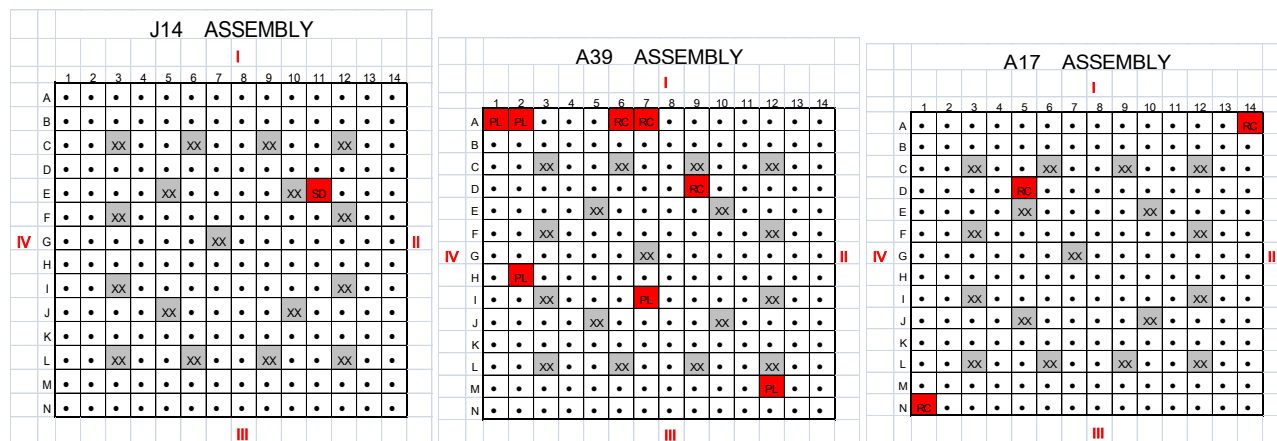 J14 ASSEMBLY
I
1 2 3 4 5 6 7 8 9 10 11 12 13 14
A
B
C XX XX XX XX
D
E XX XX SD
F XX XX
IV G XX II
H
I XX XX
J XX XX
K
L XX XX XX XX
M
N
III
A39 ASSEMBLY
I
1 2 3 4 5 6 7 8 9 10 11 12 13 14
A PL PL RC RC
B
C XX XX XX XX
D RC
E XX XX
F XX XX
IV G XX II
H PL
I XX PL XX
J XX XX
K
L XX XX XX XX
M PL
N
III
A17 ASSEMBLY
I
1 2 3 4 5 6 7 8 9 10 11 12 13 14
A RC
B
C XX XX XX XX
D RC
E XX XX
F XX XX
IV G XX II
H
I XX XX
J XX XX
K
L XX XX XX XX
M
N RC
III